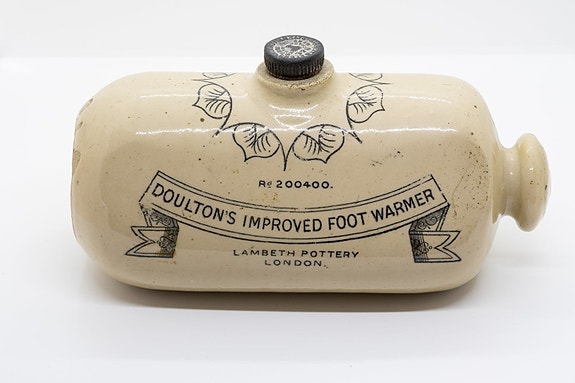 Rᵈ 200400.
DOULTON'S IMPROVED FOOT WARMER
LAMBETH POTTERY
LONDON.